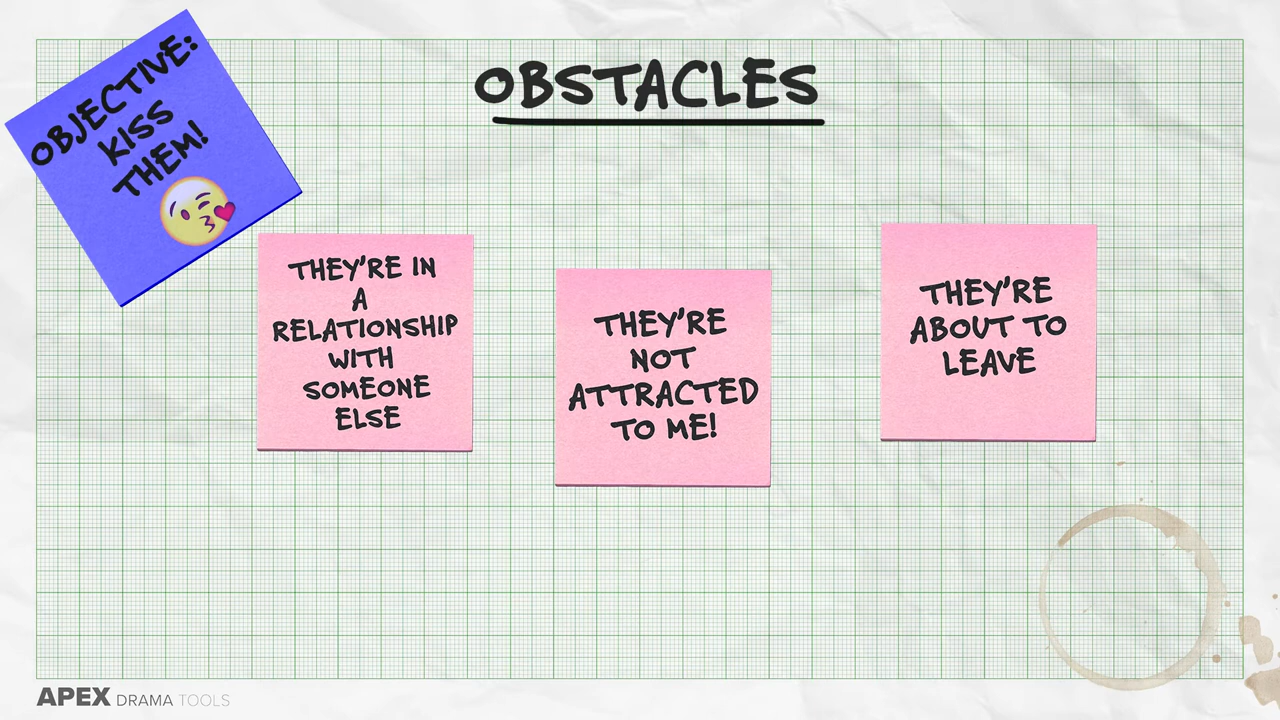 OBJECTIVE:
KISS
THEM!
OBSTACLES
THEY'RE IN
A
RELATIONSHIP
WITH
SOMEONE
ELSE
THEY'RE
NOT
ATTRACTED
TO ME!
THEY'RE
ABOUT TO
LEAVE
APEX DRAMA TOOLS